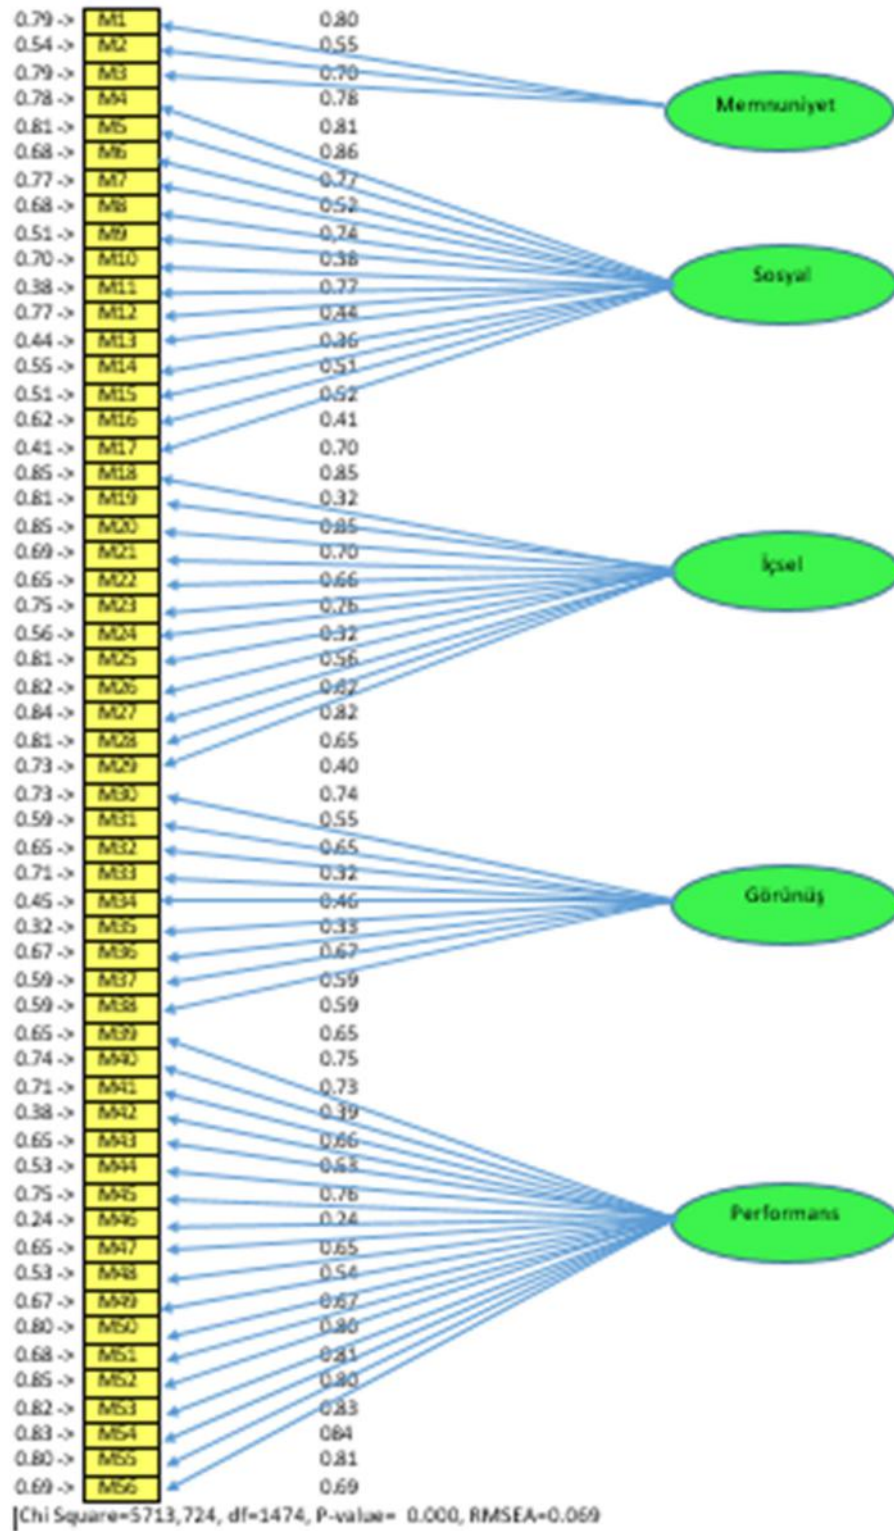 0.79 -> M1 0.80
0.54 -> M2 0.55
0.79 -> M3 0.70
0.78 -> M4 0.78
Memnuniyet
0.81 -> M5 0.81
0.68 -> M6 0.86
0.77 -> M7 0.77
0.68 -> M8 0.52
0.51 -> M9 0,74
0.70 -> M10 0.38
Sosyal
0.38 -> M11 0.77
0.77 -> M12 0.44
0.44 -> M13 0.36
0.55 -> M14 0.51
0.51 -> M15 0.52
0.62 -> M16 0.41
0.41 -> M17 0.70
0.85 -> M18 0.85
0.81 -> M19 0.32
0.85 -> M20 0.85
0.69 -> M21 0.70
İçsel
0.65 -> M22 0.66
0.75 -> M23 0.76
0.56 -> M24 0.32
0.81 -> M25 0.56
0.82 -> M26 0.67
0.84 -> M27 0.82
0.81 -> M28 0.65
0.73 -> M29 0.40
0.73 -> M30 0.74
0.59 -> M31 0.55
0.65 -> M32 0.65
0.71 -> M33 0.32
Görünüş
0.45 -> M34 0.46
0.32 -> M35 0.33
0.67 -> M36 0.67
0.59 -> M37 0.59
0.59 -> M38 0.59
0.65 -> M39 0.65
0.74 -> M40 0.75
0.71 -> M41 0.73
0.38 -> M42 0.39
0.65 -> M43 0.66
0.53 -> M44 0.53
0.75 -> M45 0.76
Performans
0.24 -> M46 0.24
0.65 -> M47 0.65
0.53 -> M48 0.54
0.67 -> M49 0.67
0.80 -> M50 0.80
0.68 -> M51 0.81
0.85 -> M52 0.80
0.82 -> M53 0.83
0.83 -> M54 084
0.80 -> M55 0.81
0.69 -> M56 0.69
Chi Square=5713,724, df=1474, P-value= 0.000, RMSEA=0.069